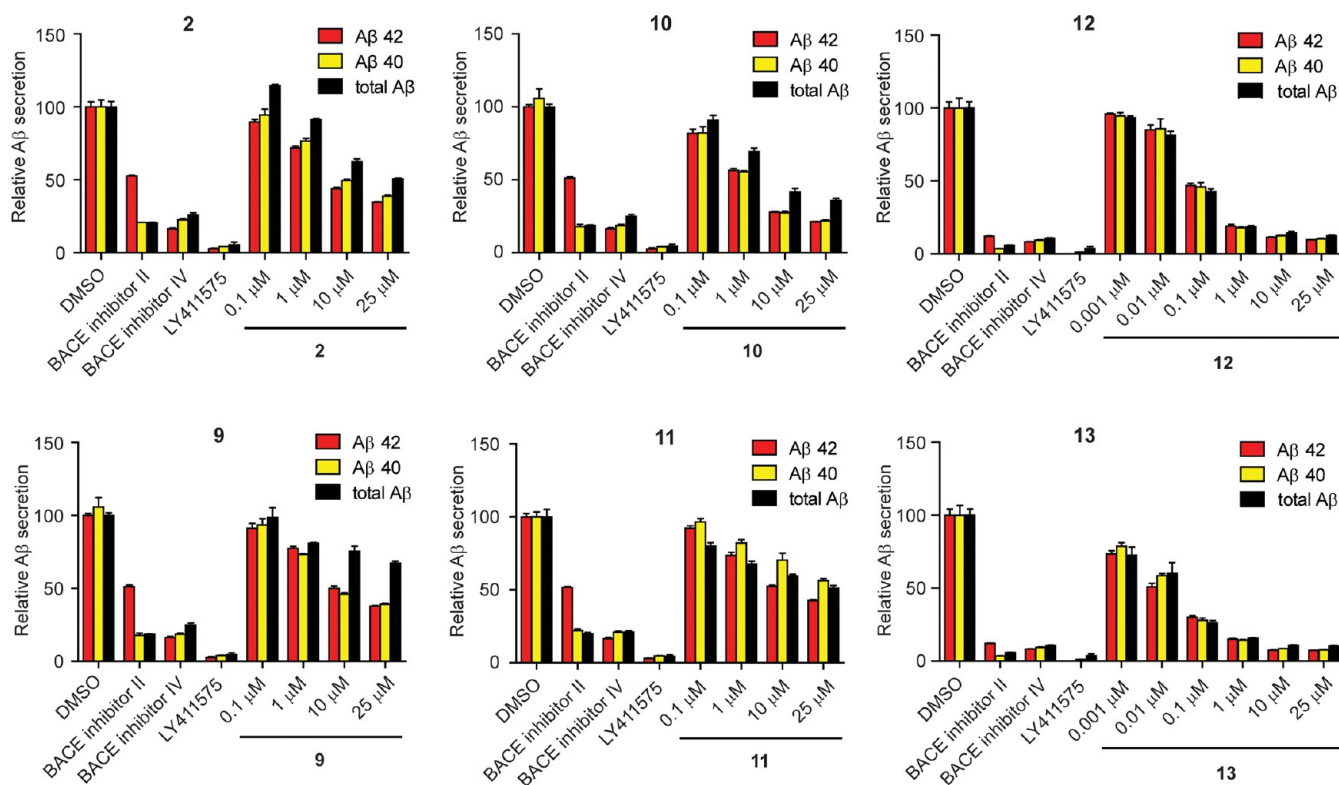 2
150
100
50
0
Relative Aβ secretion
Aβ 42
Aβ 40
total Aβ
DMSO
BACE inhibitor II
BACE inhibitor IV
LY411575
0.1 μM
1 μM
10 μM
25 μM
2
10
150
100
50
0
Relative Aβ secretion
Aβ 42
Aβ 40
total Aβ
DMSO
BACE inhibitor II
BACE inhibitor IV
LY411575
0.1 μM
1 μM
10 μM
25 μM
10
12
150
100
50
0
Relative Aβ secretion
Aβ 42
Aβ 40
total Aβ
DMSO
BACE inhibitor II
BACE inhibitor IV
LY411575
0.001 μM
0.01 μM
0.1 μM
1 μM
10 μM
25 μM
12
9
150
100
50
0
Relative Aβ secretion
Aβ 42
Aβ 40
total Aβ
DMSO
BACE inhibitor II
BACE inhibitor IV
LY411575
0.1 μM
1 μM
10 μM
25 μM
9
11
150
100
50
0
Relative Aβ secretion
Aβ 42
Aβ 40
total Aβ
DMSO
BACE inhibitor II
BACE inhibitor IV
LY411575
0.1 μM
1 μM
10 μM
25 μM
11
13
150
100
50
0
Relative Aβ secretion
Aβ 42
Aβ 40
total Aβ
DMSO
BACE inhibitor II
BACE inhibitor IV
LY411575
0.001 μM
0.01 μM
0.1 μM
1 μM
10 μM
25 μM
13